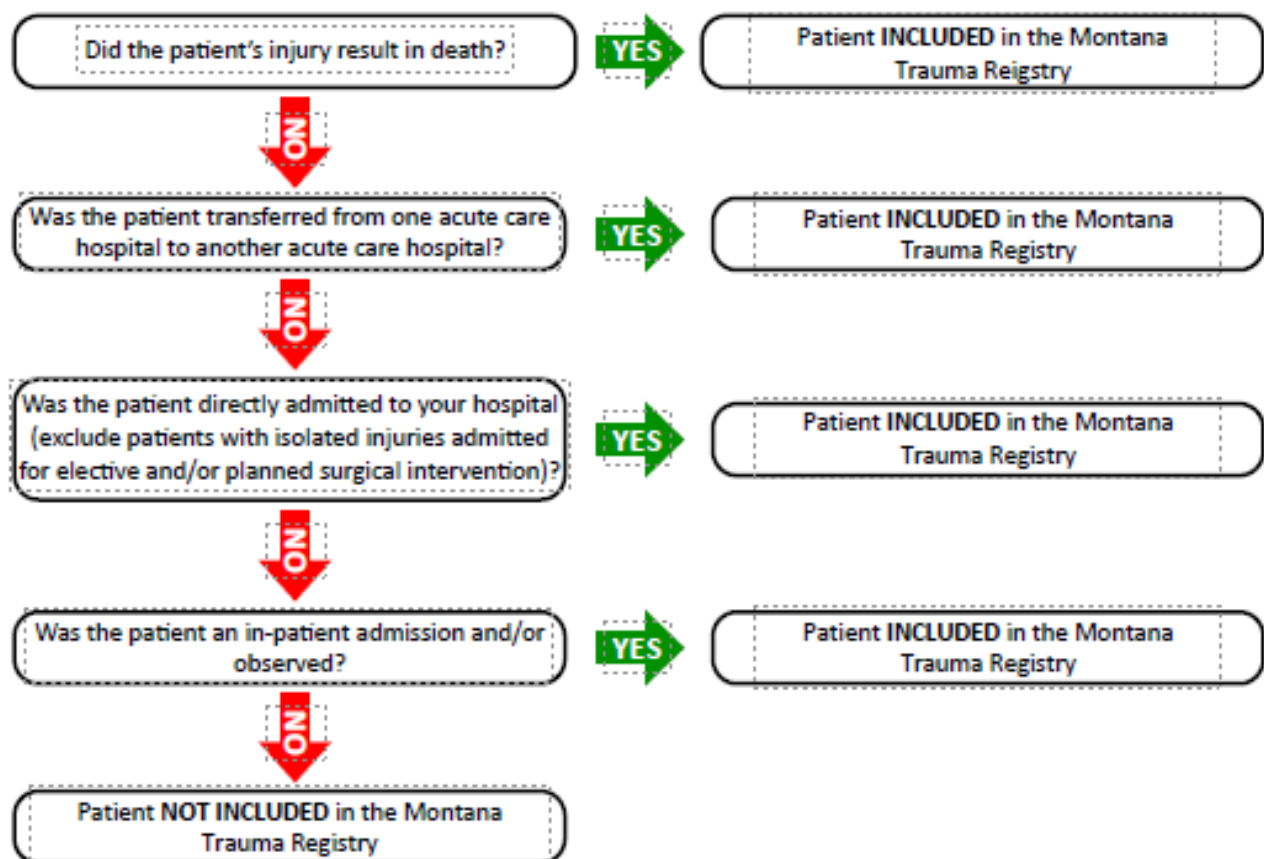 Did the patient's injury result in death?
YES
Patient INCLUDED in the Montana
Trauma Reigstry
NO
Was the patient transferred from one acute care
hospital to another acute care hospital?
YES
Patient INCLUDED in the Montana
Trauma Registry
NO
Was the patient directly admitted to your hospital
(exclude patients with isolated injuries admitted
for elective and/or planned surgical intervention)?
YES
Patient INCLUDED in the Montana
Trauma Registry
NO
Was the patient an in-patient admission and/or
observed?
YES
Patient INCLUDED in the Montana
Trauma Registry
NO
Patient NOT INCLUDED in the Montana
Trauma Registry